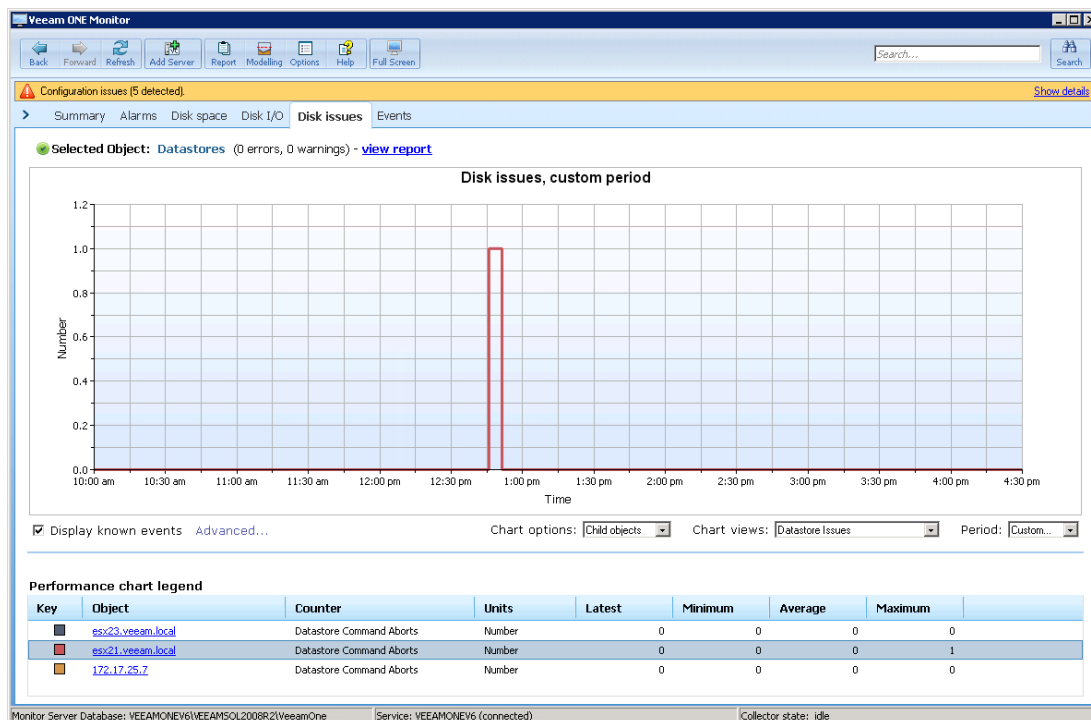 Veeam ONE Monitor
Back Forward Refresh Add Server Report Modelling Options Help Full Screen Search... Search
Configuration issues (5 detected). Show details
Summary Alarms Disk space Disk I/O Disk issues Events
Selected Object: Datastores (0 errors, 0 warnings) - view report
Disk issues, custom period
1.2
1.0
0.8
0.6
0.4
0.2
0.0
Number
10:00 am 10:30 am 11:00 am 11:30 am 12:00 pm 12:30 pm 1:00 pm 1:30 pm 2:00 pm 2:30 pm 3:00 pm 3:30 pm 4:00 pm 4:30 pm
Time
Display known events Advanced... Chart options: Child objects Chart views: Datastore Issues Period: Custom...
Performance chart legend
Key Object Counter Units Latest Minimum Average Maximum
esx23.veeam.local Datastore Command Aborts Number 0 0 0 0
esx21.veeam.local Datastore Command Aborts Number 0 0 0 1
172.17.25.7 Datastore Command Aborts Number 0 0 0 0
Monitor Server Database: VEEAMONEV6\VEEAMSQL2008R2\VeeamOne Service: VEEAMONEV6 (connected) Collector state: idle